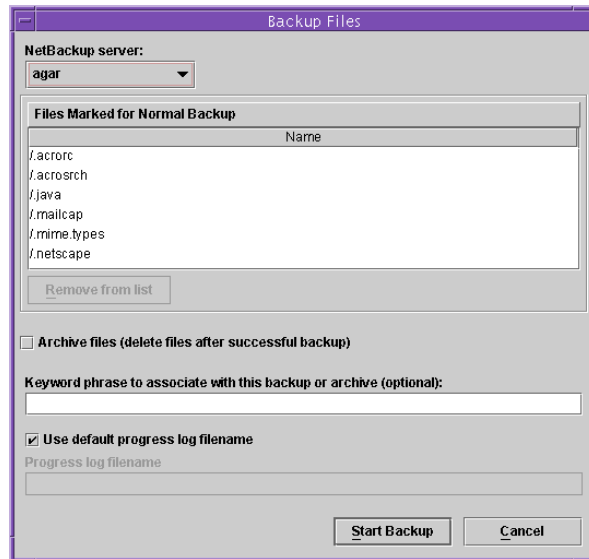 Backup Files
NetBackup server:
agar
Files Marked for Normal Backup
Name
/.acrorc
/.acrosrch
/.java
/.mailcap
/.mime.types
/.netscape
Remove from list
Archive files (delete files after successful backup)
Keyword phrase to associate with this backup or archive (optional):
Use default progress log filename
Progress log filename
Start Backup Cancel